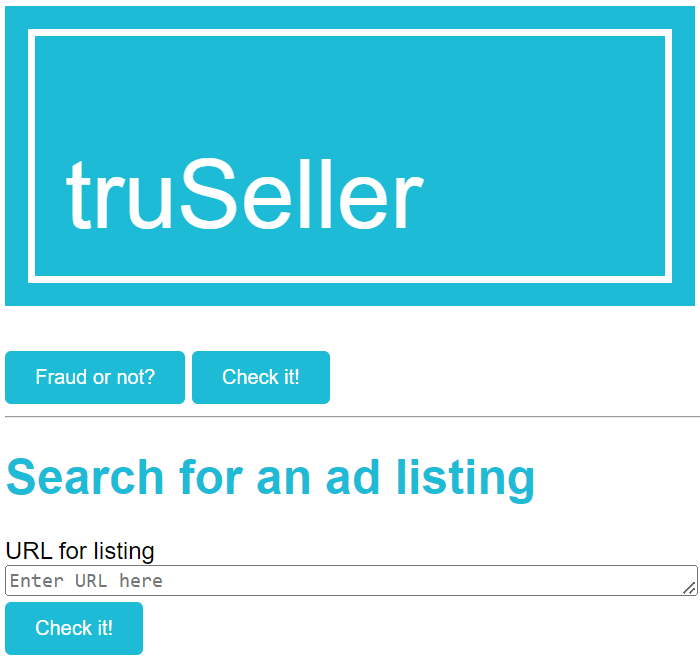 truSeller
Fraud or not? Check it!
Search for an ad listing
URL for listing
Enter URL here
Check it!